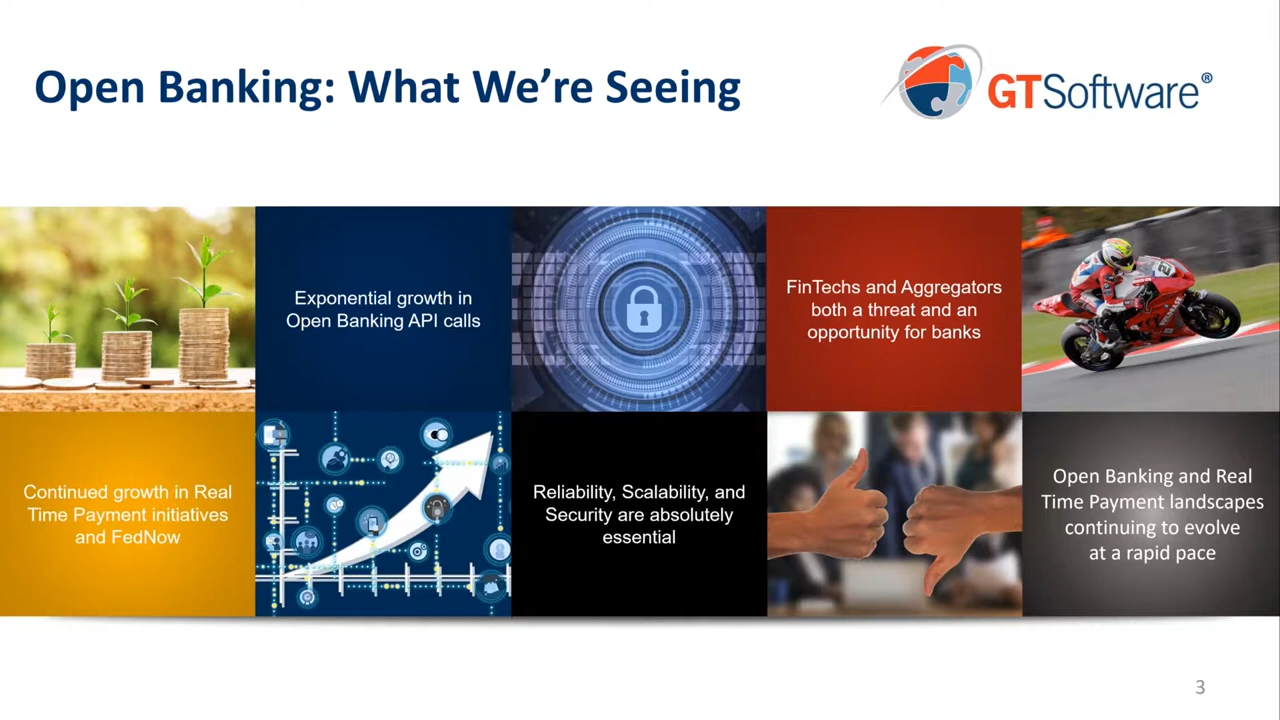 Open Banking: What We’re Seeing
GTSoftware®
Exponential growth in
Open Banking API calls
FinTechs and Aggregators
both a threat and an
opportunity for banks
Continued growth in Real
Time Payment initiatives
and FedNow
Reliability, Scalability, and
Security are absolutely
essential
Open Banking and Real
Time Payment landscapes
continuing to evolve
at a rapid pace
3